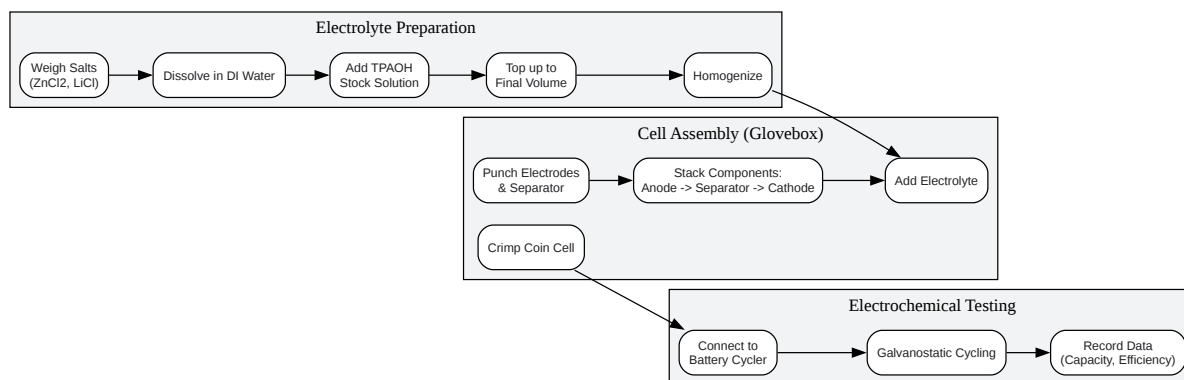 Electrolyte Preparation
Weigh Salts
(ZnCl2, LiCl)
Dissolve in DI Water
Add TPAOH
Stock Solution
Top up to
Final Volume
Homogenize
Cell Assembly (Glovebox)
Punch Electrodes
& Separator
Stack Components:
Anode -> Separator -> Cathode
Add Electrolyte
Crimp Coin Cell
Electrochemical Testing
Connect to
Battery Cycler
Galvanostatic Cycling
Record Data
(Capacity, Efficiency)